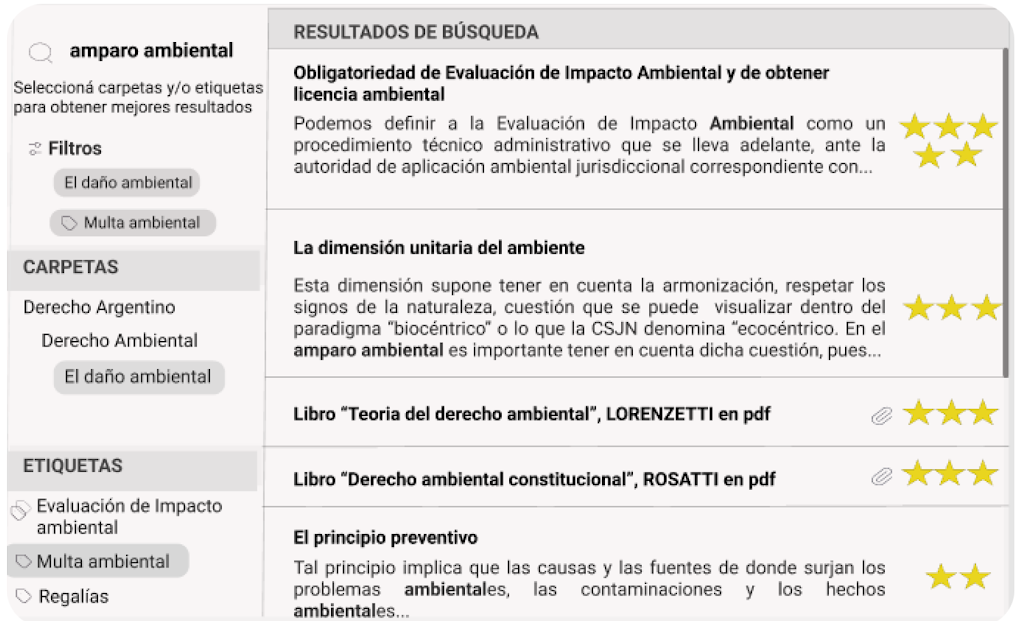 amparo ambiental
Seleccioná carpetas y/o etiquetas
para obtener mejores resultados
Filtros
El daño ambiental
Multa ambiental
CARPETAS
Derecho Argentino
Derecho Ambiental
El daño ambiental
ETIQUETAS
Evaluación de Impacto
ambiental
Multa ambiental
Regalías
RESULTADOS DE BÚSQUEDA
Obligatoriedad de Evaluación de Impacto Ambiental y de obtener
licencia ambiental
Podemos definir a la Evaluación de Impacto Ambiental como un
procedimiento técnico administrativo que se lleva adelante, ante la
autoridad de aplicación ambiental jurisdiccional correspondiente con...
La dimensión unitaria del ambiente
Esta dimensión supone tener en cuenta la armonización, respetar los
signos de la naturaleza, cuestión que se puede visualizar dentro del
paradigma “biocéntrico” o lo que la CSJN denomina “ecocéntrico. En el
amparo ambiental es importante tener en cuenta dicha cuestión, pues...
Libro “Teoria del derecho ambiental”, LORENZETTI en pdf
Libro “Derecho ambiental constitucional”, ROSATTI en pdf
El principio preventivo
Tal principio implica que las causas y las fuentes de donde surjan los
problemas ambientales, las contaminaciones y los hechos
ambientales...